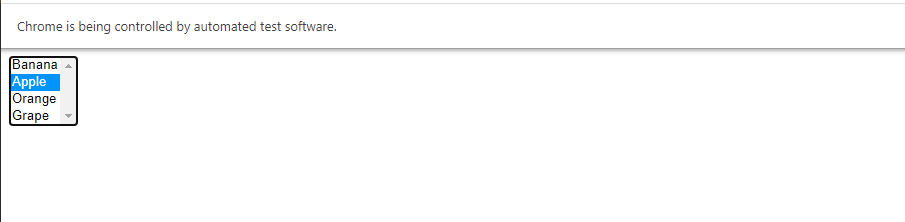 Chrome is being controlled by automated test software.
Banana
Apple
Orange
Grape